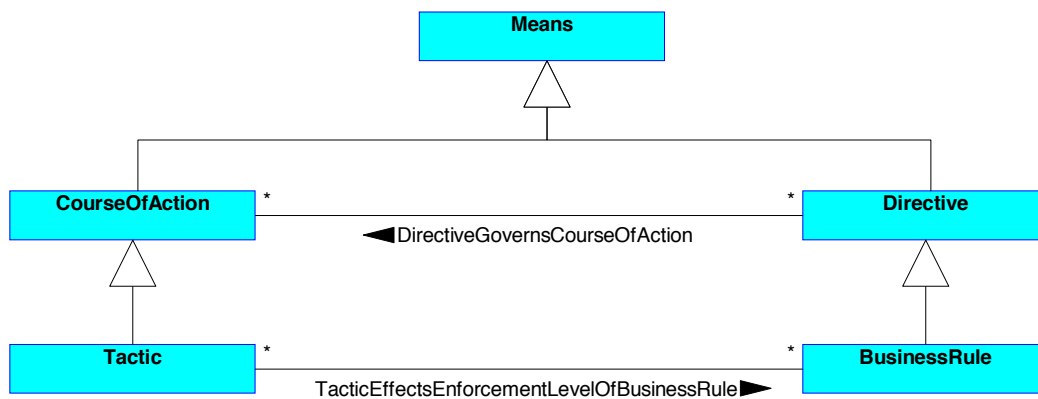 Means
CourseOfAction
*
*
Directive
DirectiveGovernsCourseOfAction
Tactic
*
*
BusinessRule
TacticEffectsEnforcementLevelOfBusinessRule